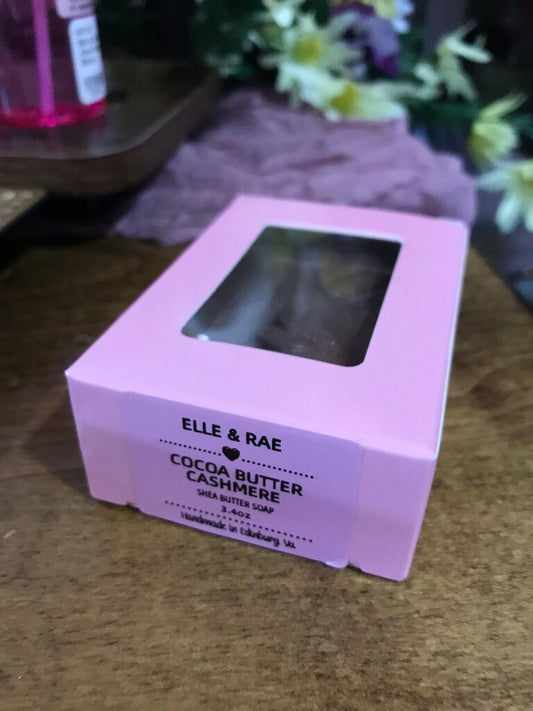 ELLE & RAE
COCOA BUTTER
CASHMERE
SHEA BUTTER SOAP
3.4OZ
Handmade in Edinburg, Va